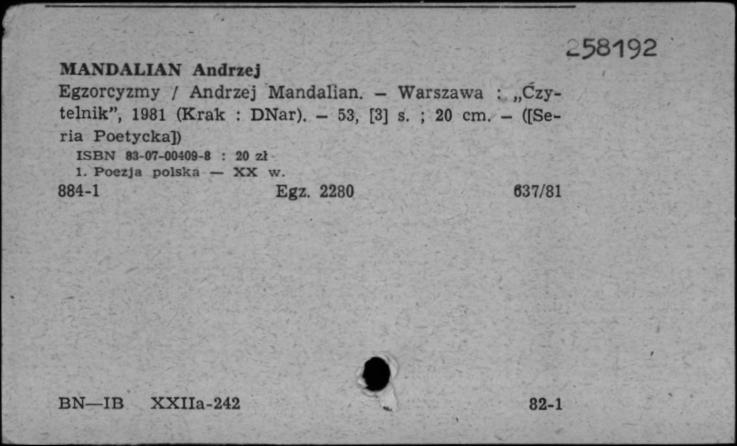 258192
MANDALIAN Andrzej
Egzorcyzmy / Andrzej Mandalian. — Warszawa : „Czy-
telnik”, 1981 (Krak : DNar). — 53, [3] s. ; 20 cm. — ([Se-
ria Poetycka])
ISBN 83-07-00409-8 : 20 zł
1. Poezja polska — XX w.
884-1 Egz. 2280 637/81
BN—IB XXIIa-242 82-1